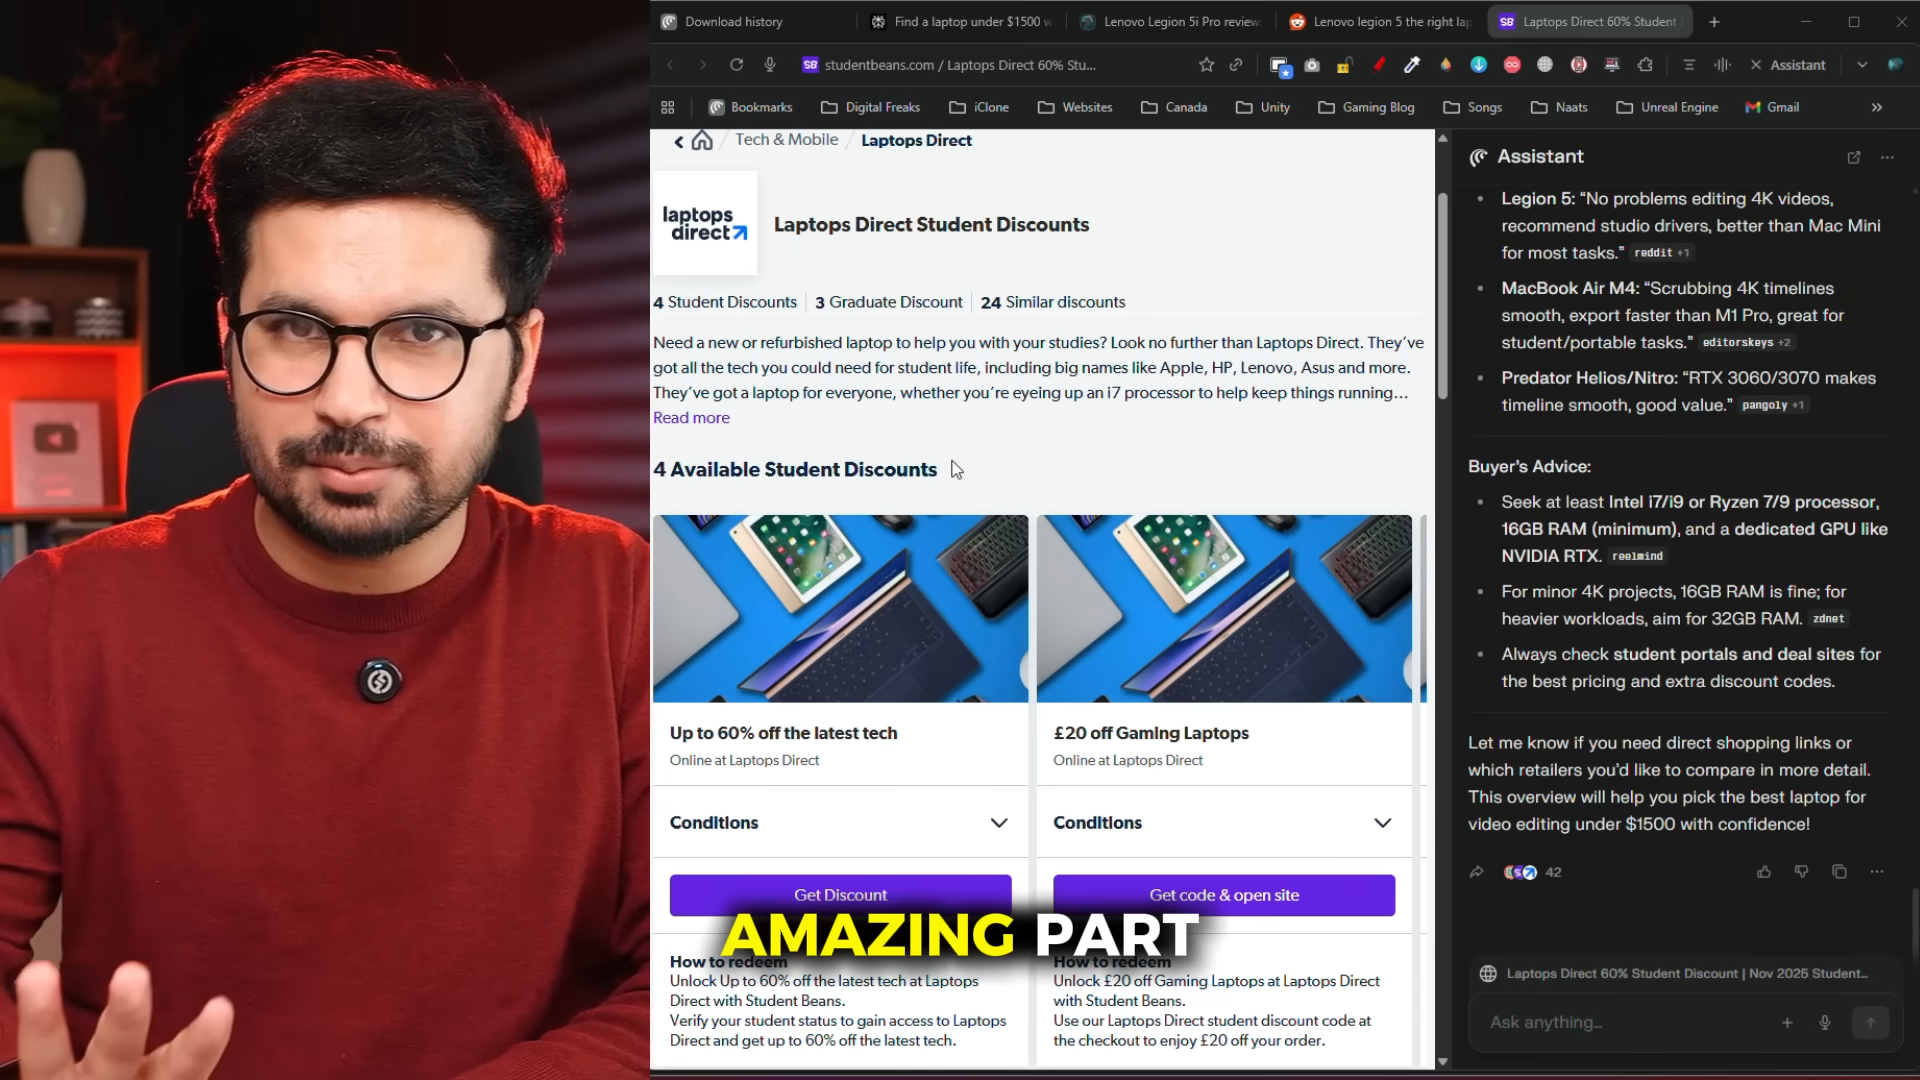 Download history
Find a laptop under $1500 w
Lenovo Legion 5i Pro review:
Lenovo legion 5 the right lap
SB Laptops Direct 60% Student
SB studentbeans.com / Laptops Direct 60% Stu...
Assistant
Bookmarks
Digital Freaks
iClone
Websites
Canada
Unity
Gaming Blog
Songs
Naats
Unreal Engine
Gmail
Tech & Mobile / Laptops Direct
laptops
direct
Laptops Direct Student Discounts
4 Student Discounts
3 Graduate Discount
24 Similar discounts
Need a new or refurbished laptop to help you with your studies? Look no further than Laptops Direct. They've
got all the tech you could need for student life, including big names like Apple, HP, Lenovo, Asus and more.
They've got a laptop for everyone, whether you're eyeing up an i7 processor to help keep things running...
Read more
4 Available Student Discounts
Up to 60% off the latest tech
Online at Laptops Direct
Conditions
Get Discount
How to redeem
Unlock Up to 60% off the latest tech at Laptops
Direct with Student Beans.
Verify your student status to gain access to Laptops
Direct and get up to 60% off the latest tech.
£20 off Gaming Laptops
Online at Laptops Direct
Conditions
Get code & open site
How to redeem
Unlock £20 off Gaming Laptops at Laptops Direct
with Student Beans.
Use our Laptops Direct student discount code at
the checkout to enjoy £20 off your order.
AMAZING PART
Assistant
Legion 5: “No problems editing 4K videos,
recommend studio drivers, better than Mac Mini
for most tasks.” reddit +1
MacBook Air M4: “Scrubbing 4K timelines
smooth, export faster than M1 Pro, great for
student/portable tasks.” editorskeys +2
Predator Helios/Nitro: “RTX 3060/3070 makes
timeline smooth, good value.” pangoly +1
Buyer's Advice:
Seek at least Intel i7/i9 or Ryzen 7/9 processor,
16GB RAM (minimum), and a dedicated GPU like
NVIDIA RTX. reelmind
For minor 4K projects, 16GB RAM is fine; for
heavier workloads, aim for 32GB RAM. zdnet
Always check student portals and deal sites for
the best pricing and extra discount codes.
Let me know if you need direct shopping links or
which retailers you'd like to compare in more detail.
This overview will help you pick the best laptop for
video editing under $1500 with confidence!
42
Laptops Direct 60% Student Discount | Nov 2025 Student...
Ask anything...